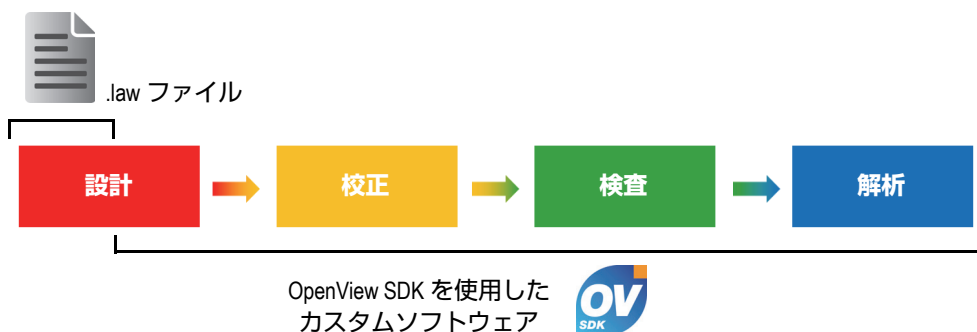 .law ファイル
設計
校正
検査
解析
OpenView SDK を使用した
カスタムソフトウェア
OV
SDK